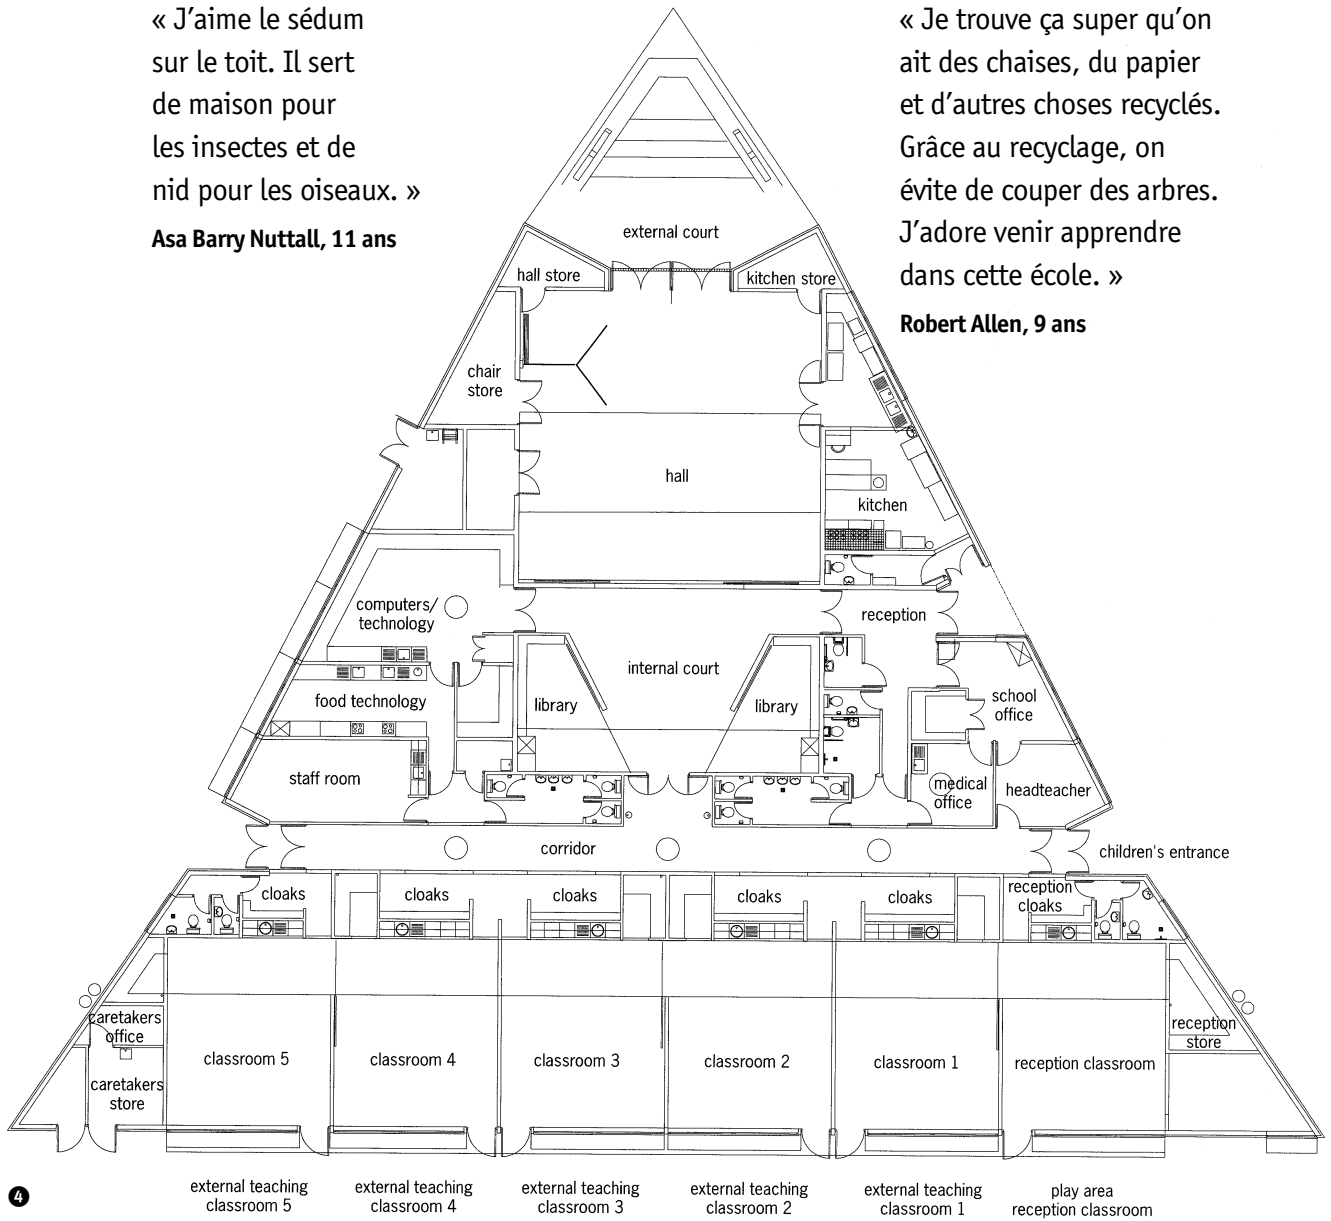 « J’aime le sédum
sur le toit. Il sert
de maison pour
les insectes et de
nid pour les oiseaux. »
Asa Barry Nuttall, 11 ans
« Je trouve ça super qu’on
ait des chaises, du papier
et d’autres choses recyclés.
Grâce au recyclage, on
évite de couper des arbres.
J’adore venir apprendre
dans cette école. »
Robert Allen, 9 ans
external court
hall store
kitchen store
chair
store
hall
kitchen
computers/
technology
reception
internal court
food technology
library
library
school
office
staff room
medical
office
headteacher
corridor
children's entrance
cloaks
cloaks
cloaks
cloaks
cloaks
reception
cloaks
caretakers
office
reception
store
classroom 5
classroom 4
classroom 3
classroom 2
classroom 1
reception classroom
caretakers
store
4
external teaching
classroom 5
external teaching
classroom 4
external teaching
classroom 3
external teaching
classroom 2
external teaching
classroom 1
play area
reception classroom